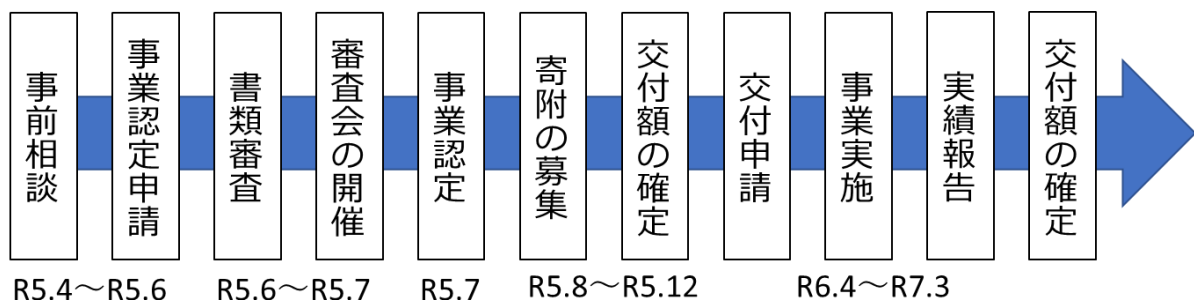 事前相談
事業認定申請
書類審査
審査会の開催
事業認定
寄附の募集
交付額の確定
交付申請
事業実施
実績報告
交付額の確定
R5.4～R5.6
R5.6～R5.7
R5.7
R5.8～R5.12
R6.4～R7.3